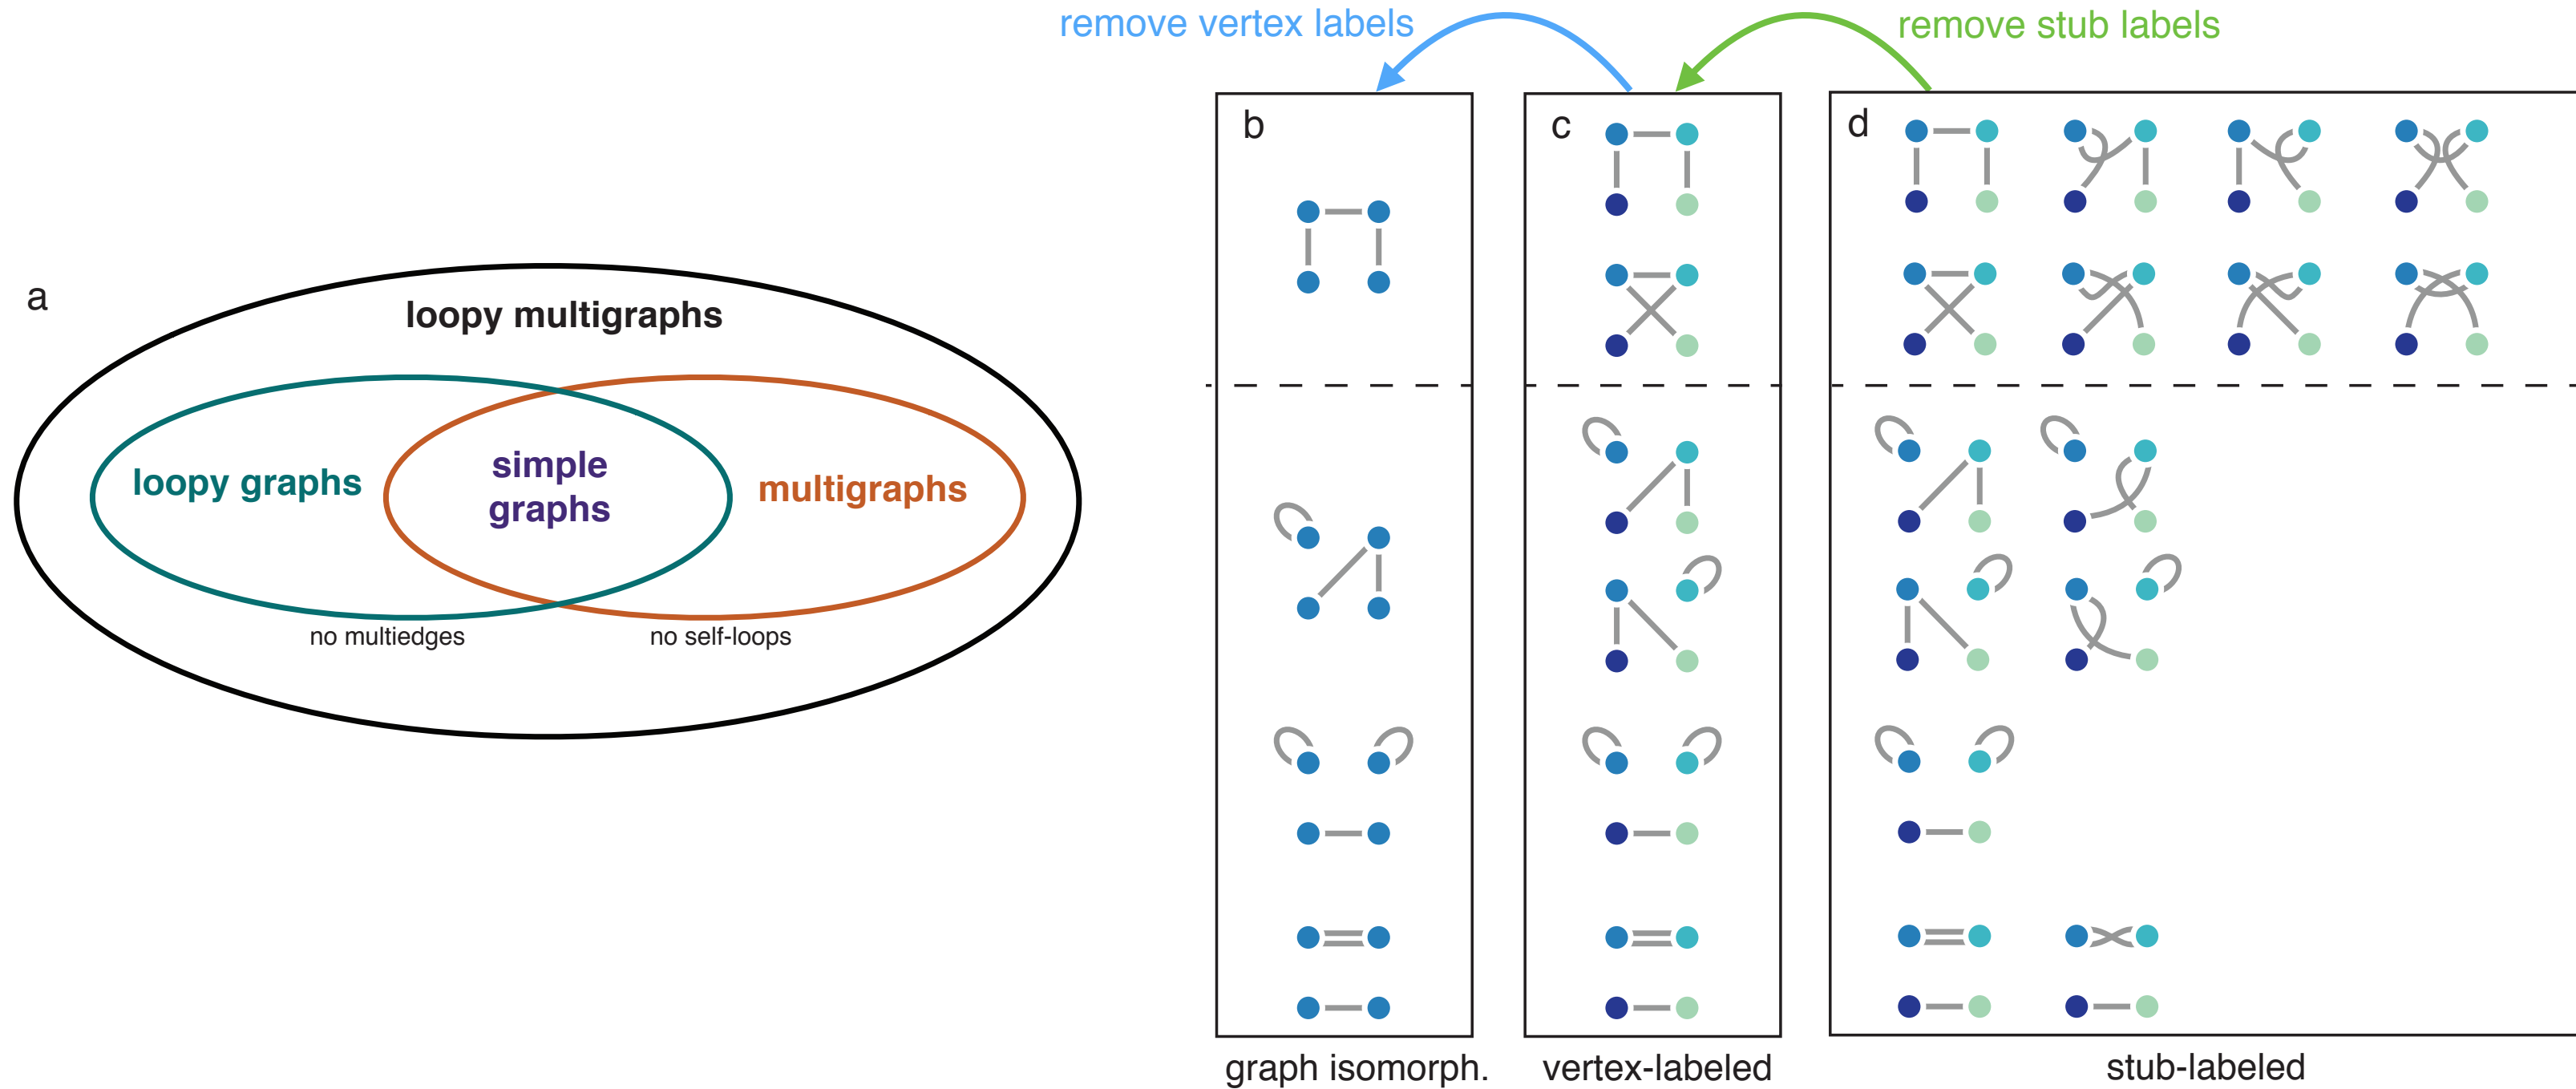 remove vertex labels
remove stub labels
a
loopy multigraphs
loopy graphs
simple
graphs
multigraphs
no multiedges
no self-loops
b
c
d
graph isomorph.
vertex-labeled
stub-labeled